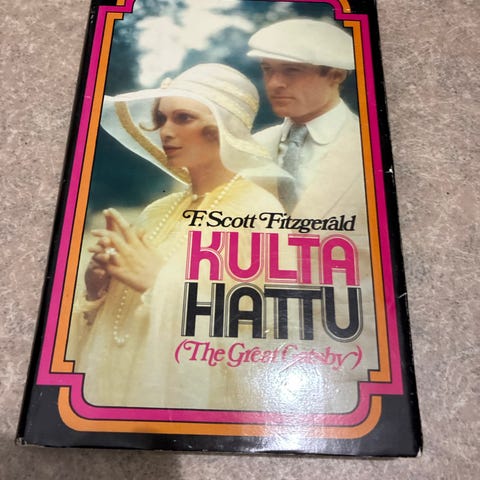 F. Scott Fitzgerald
KULTA
HATTU
(The Great Gatsby)